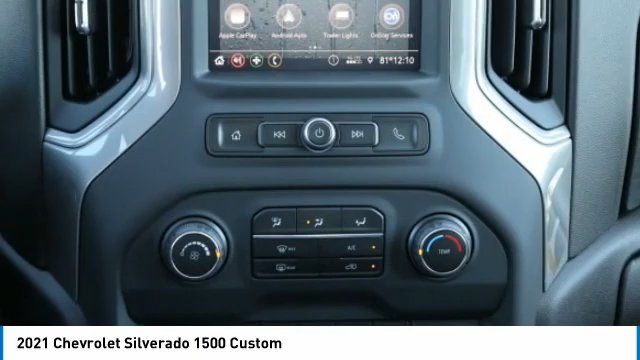 Apple CarPlay Android Auto Trailer Lights OnStar Services
81° 12:10
A/C
TEMP
2021 Chevrolet Silverado 1500 Custom